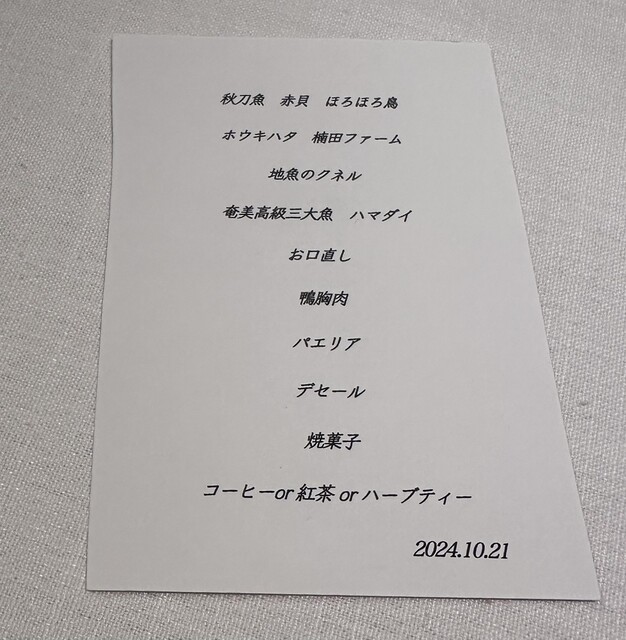 秋刀魚　赤貝　ほろほろ鳥
ホウキハタ　楠田ファーム
地魚のクネル
奄美高級三大魚　ハマダイ
お口直し
鴨胸肉
パエリア
デセール
焼菓子
コーヒーor 紅茶 or ハーブティー
2024.10.21